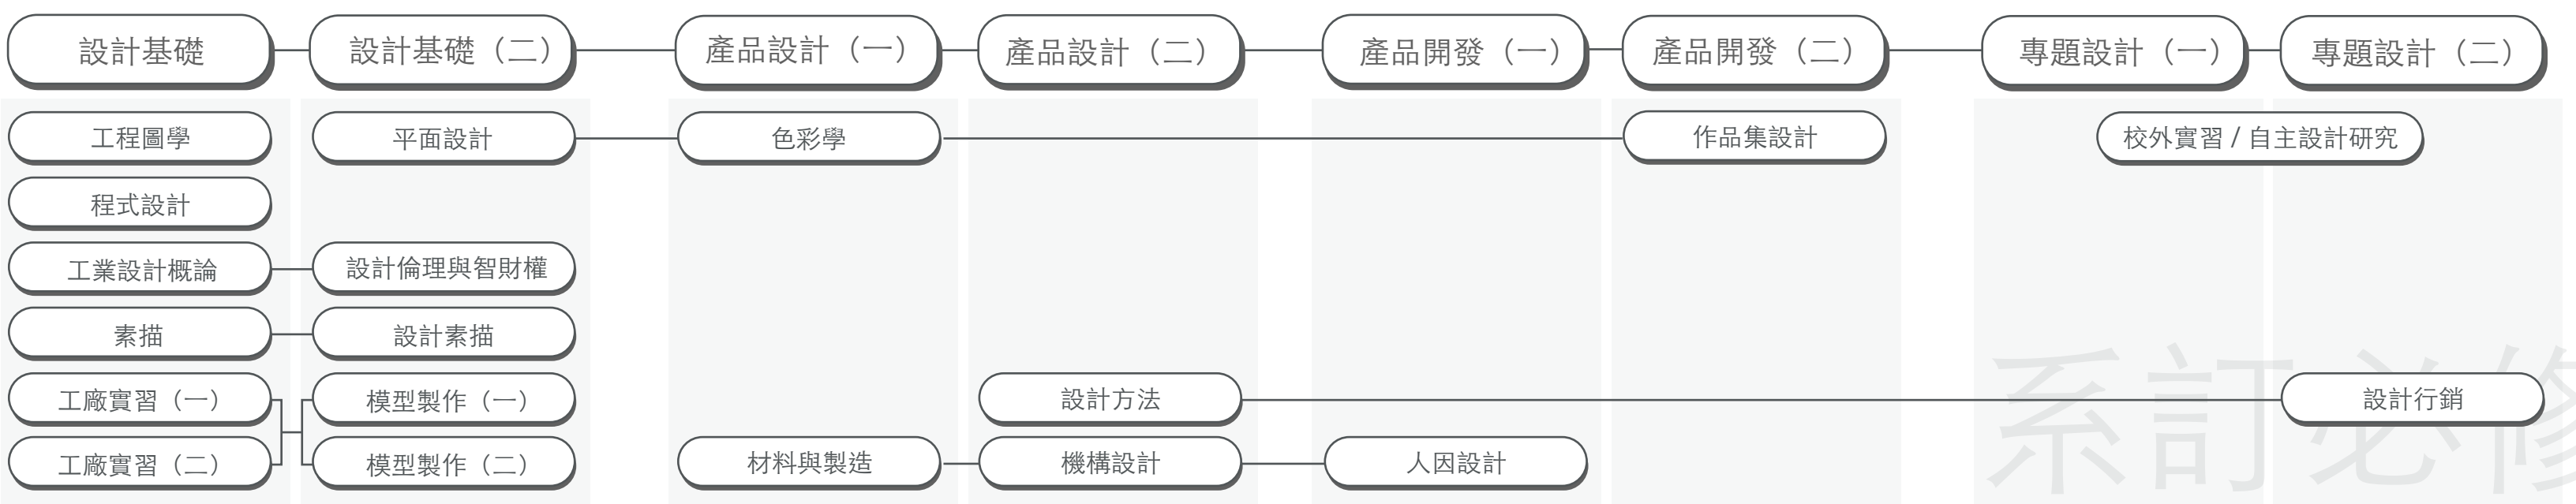 設計基礎
設計基礎（二）
產品設計（一）
產品設計（二）
產品開發（一）
產品開發（二）
專題設計（一）
專題設計（二）
工程圖學
平面設計
色彩學
作品集設計
校外實習 / 自主設計研究
程式設計
工業設計概論
設計倫理與智財權
素描
設計素描
工廠實習（一）
模型製作（一）
設計方法
設計行銷
工廠實習（二）
模型製作（二）
材料與製造
機構設計
人因設計
系訂必修